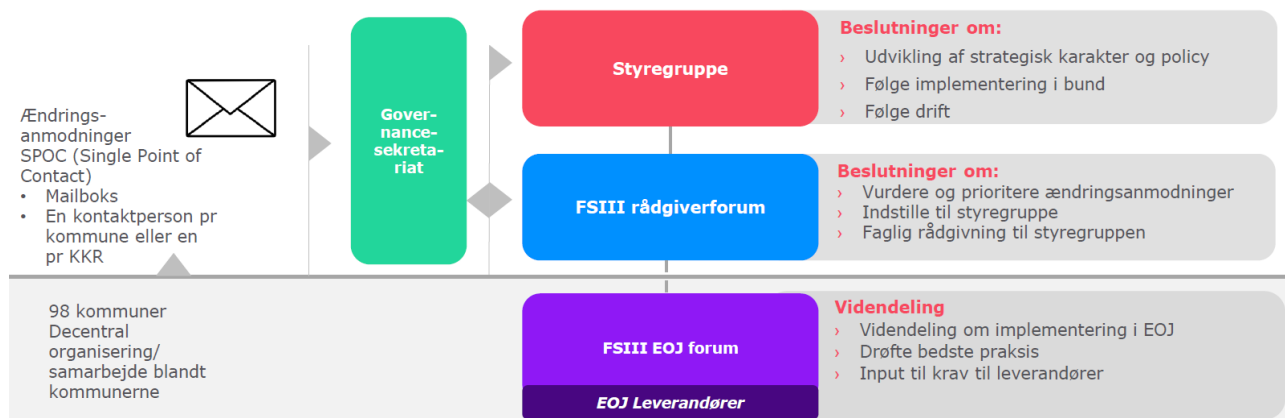 Ændrings-
anmodninger
SPOC (Single Point of
Contact)
• Mailboks
• En kontaktperson pr
kommune eller en
pr KKR
Gover-
nance-
sekreta-
riat
Styregruppe
Beslutninger om:
› Udvikling af strategisk karakter og policy
› Følge implementering i bund
› Følge drift
FSIII rådgiverforum
Beslutninger om:
› Vurdere og prioritere ændringsanmodninger
› Indstille til styregruppe
› Faglig rådgivning til styregruppen
98 kommuner
Decentral
organisering/
samarbejde blandt
kommunerne
FSIII EOJ forum
EOJ Leverandører
Videndeling
› Videndeling om implementering i EOJ
› Drøfte bedste praksis
› Input til krav til leverandører